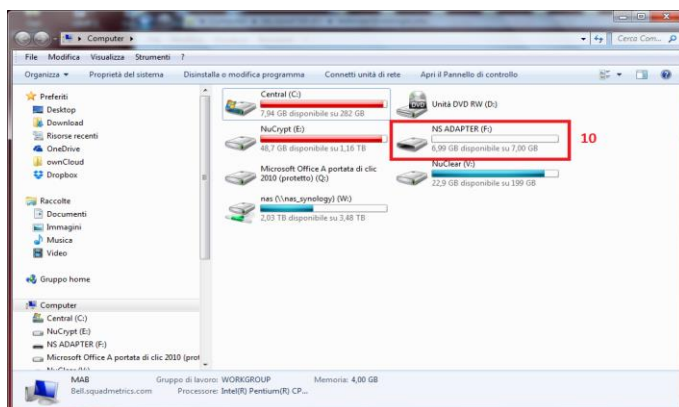 Computer
Cerca Com...
File Modifica Visualizza Strumenti ?
Organizza Proprietà del sistema Disinstalla o modifica programma Connetti unità di rete Apri il Pannello di controllo
Preferiti
Desktop
Download
Risorse recenti
OneDrive
ownCloud
Dropbox
Raccolte
Documenti
Immagini
Musica
Video
Gruppo home
Computer
Central (C:)
NuCrypt (E:)
NS ADAPTER (F:)
Microsoft Office A portata di clic 2010 (prot
Central (C:)
7,94 GB disponibile su 282 GB
Unità DVD RW (D:)
DVD
NuCrypt (E:)
48,7 GB disponibile su 1,16 TB
NS ADAPTER (F:)
6,99 GB disponibile su 7,00 GB
10
Microsoft Office A portata di clic
2010 (protetto) (Q:)
NuClear (V:)
22,9 GB disponibile su 199 GB
nas (\\nas_synology) (W:)
2,03 TB disponibile su 3,48 TB
MAB Gruppo di lavoro: WORKGROUP Memoria: 4,00 GB
Bell.squadmetrics.com Processore: Intel(R) Pentium(R) CP...